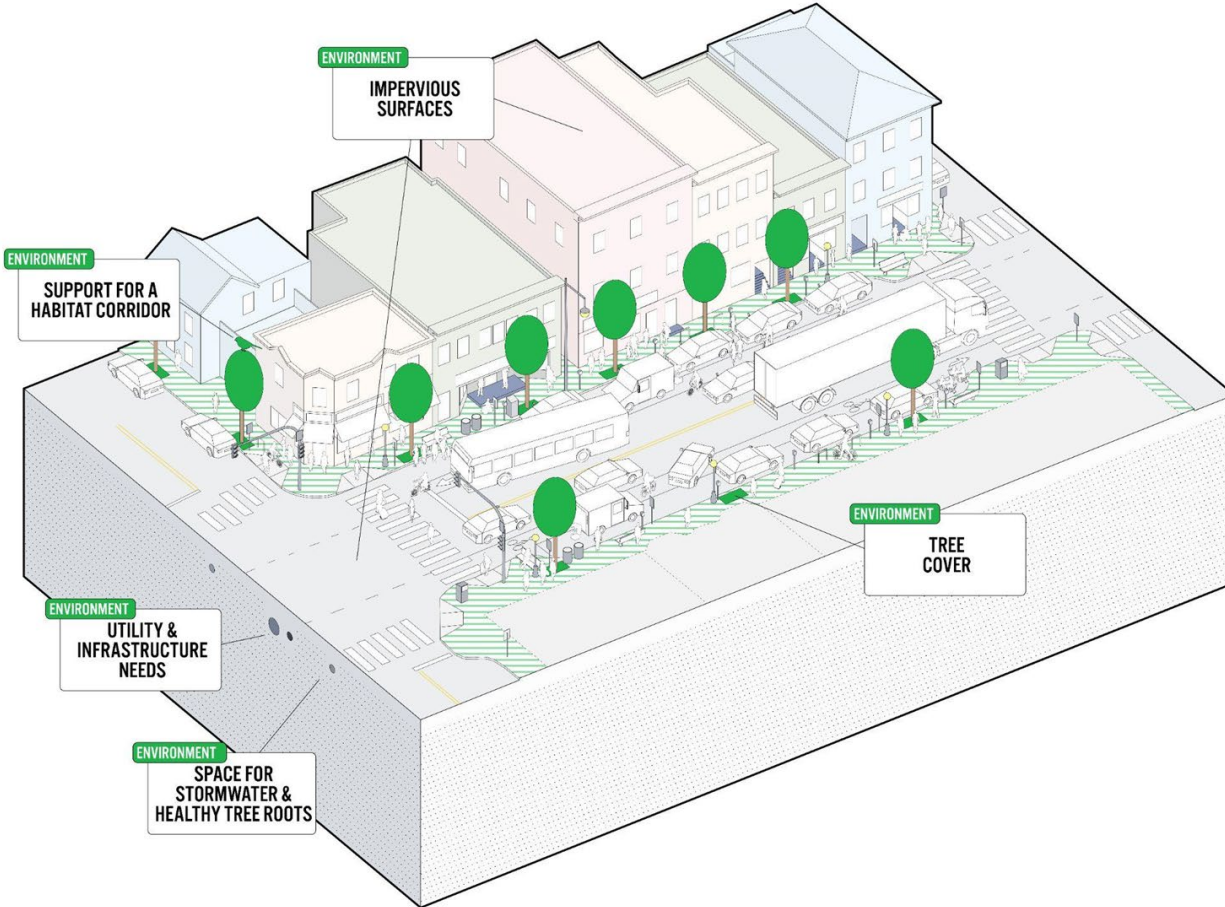 ENVIRONMENT
IMPERVIOUS
SURFACES
ENVIRONMENT
SUPPORT FOR A
HABITAT CORRIDOR
ENVIRONMENT
TREE
COVER
ENVIRONMENT
UTILITY &
INFRASTRUCTURE
NEEDS
ENVIRONMENT
SPACE FOR
STORMWATER &
HEALTHY TREE ROOTS